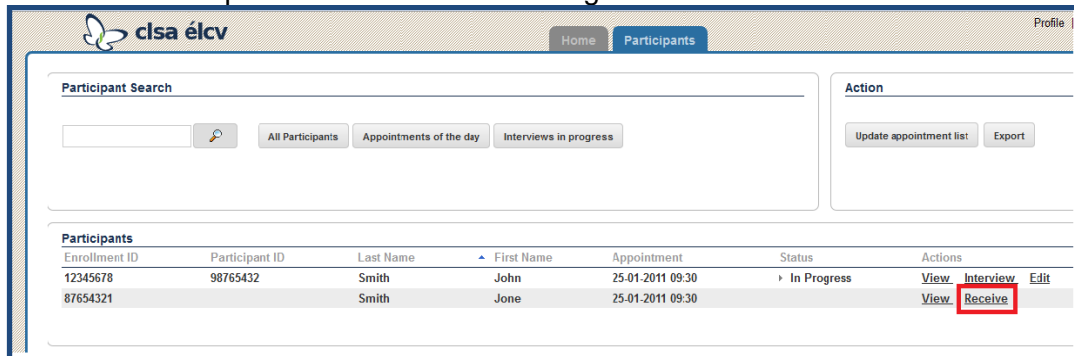 clsa élcv
Home Participants
Profile |
Participant Search
Action
All Participants Appointments of the day Interviews in progress
Update appointment list Export
Participants
Enrollment ID Participant ID Last Name First Name Appointment Status Actions
12345678 98765432 Smith John 25-01-2011 09:30 In Progress View Interview Edit
87654321 Smith Jone 25-01-2011 09:30 View Receive